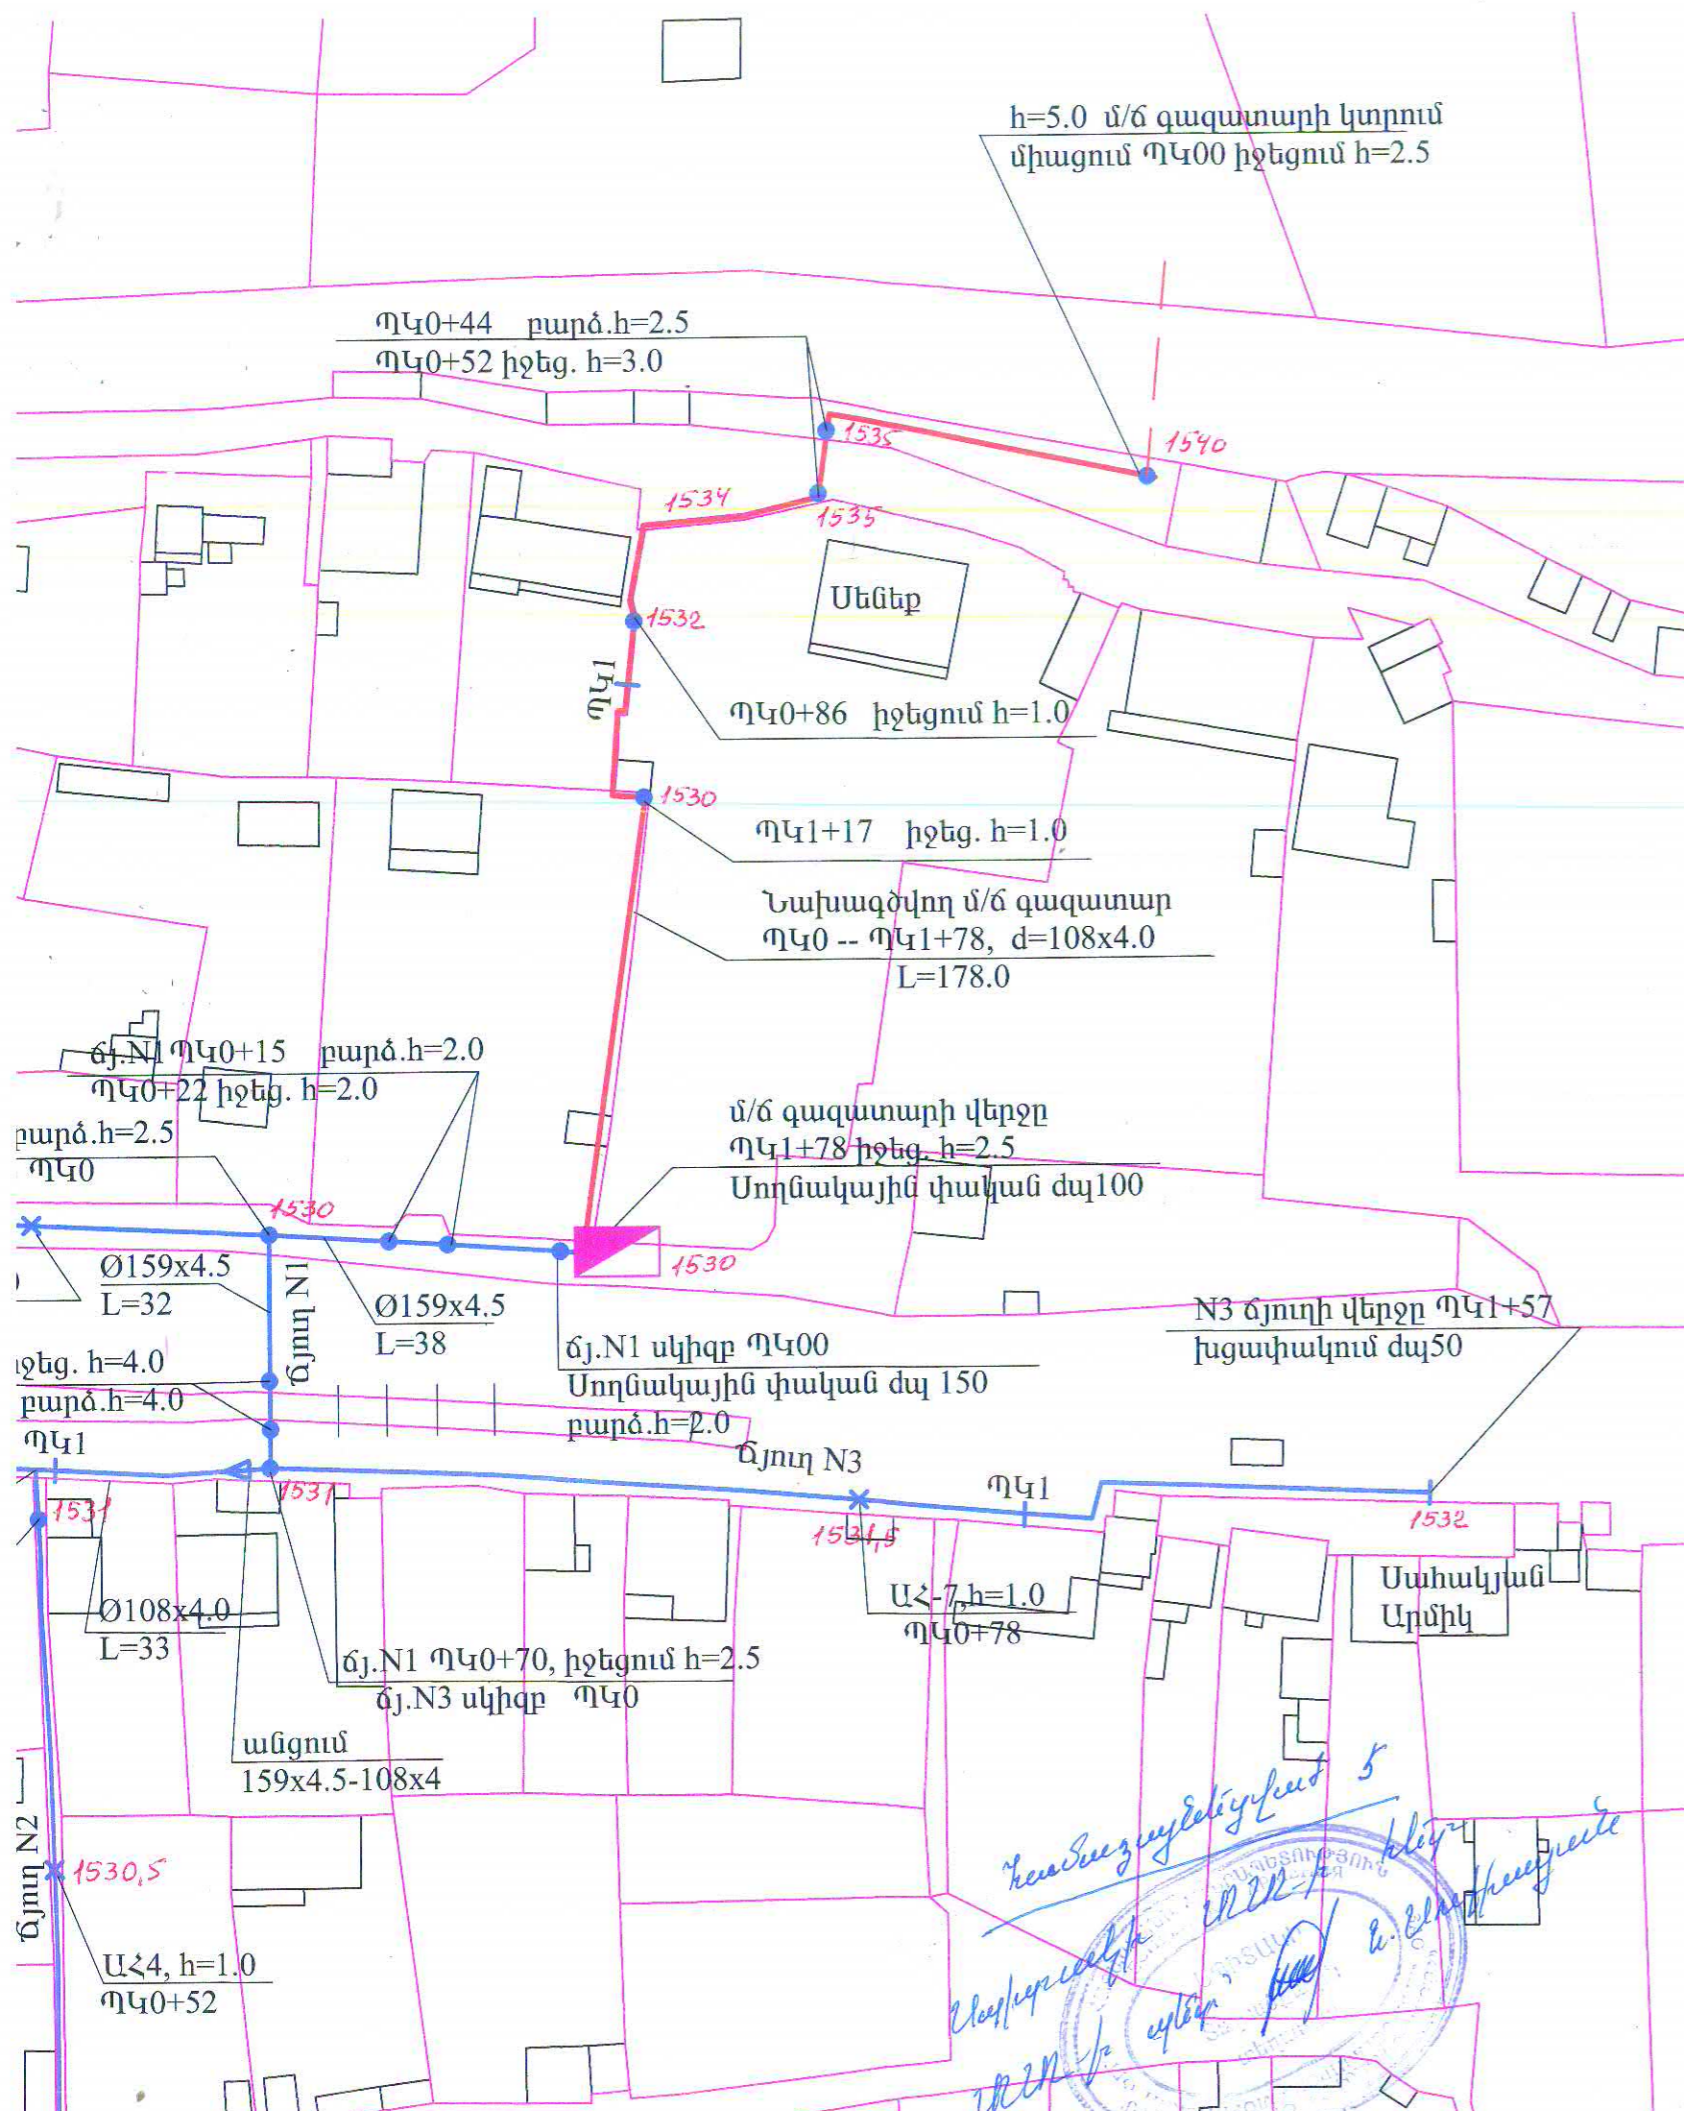 h=5.0 մ/ճ գազատարի կտրում
միացում ՊԿ00 իջեցում h=2.5
ՊԿ0+44 բարձ.h=2.5
ՊԿ0+52 իջեց. h=3.0
1535
1540
1534
1535
Սենեք
1532
ՊԿ1
ՊԿ0+86 իջեցում h=1.0
1530
ՊԿ1+17 իջեց. h=1.0
Նախագծվող մ/ճ գազատար
ՊԿ0 -- ՊԿ1+78, d=108x4.0
L=178.0
ճյ.N1 ՊԿ0+15 բարձ.h=2.0
ՊԿ0+22 իջեց. h=2.0
բարձ.h=2.5
ՊԿ0
մ/ճ գազատարի վերջը
ՊԿ1+78 իջեց. h=2.5
Սողնակային փական դպ100
1530
1530
Ø159x4.5
L=32
Ճյուղ N1
Ø159x4.5
L=38
N3 ճյուղի վերջը ՊԿ1+57
խցափակում դպ50
ճյ.N1 սկիզբ ՊԿ00
Սողնակային փական դպ 150
բարձ.h=2.0
իջեց. h=4.0
բարձ.h=4.0
ՊԿ1
Ճյուղ N3
ՊԿ1
1531
1531
1531,5
1532
Սահակյան
Արմիկ
ԱՀ-7,h=1.0
ՊԿ0+78
Ø108x4.0
L=33
ճյ.N1 ՊԿ0+70, իջեցում h=2.5
ճյ.N3 սկիզբ ՊԿ0
անցում
159x4.5-108x4
Ճյուղ N2
1530,5
ԱՀ4, h=1.0
ՊԿ0+52
Համաձայնեցված է